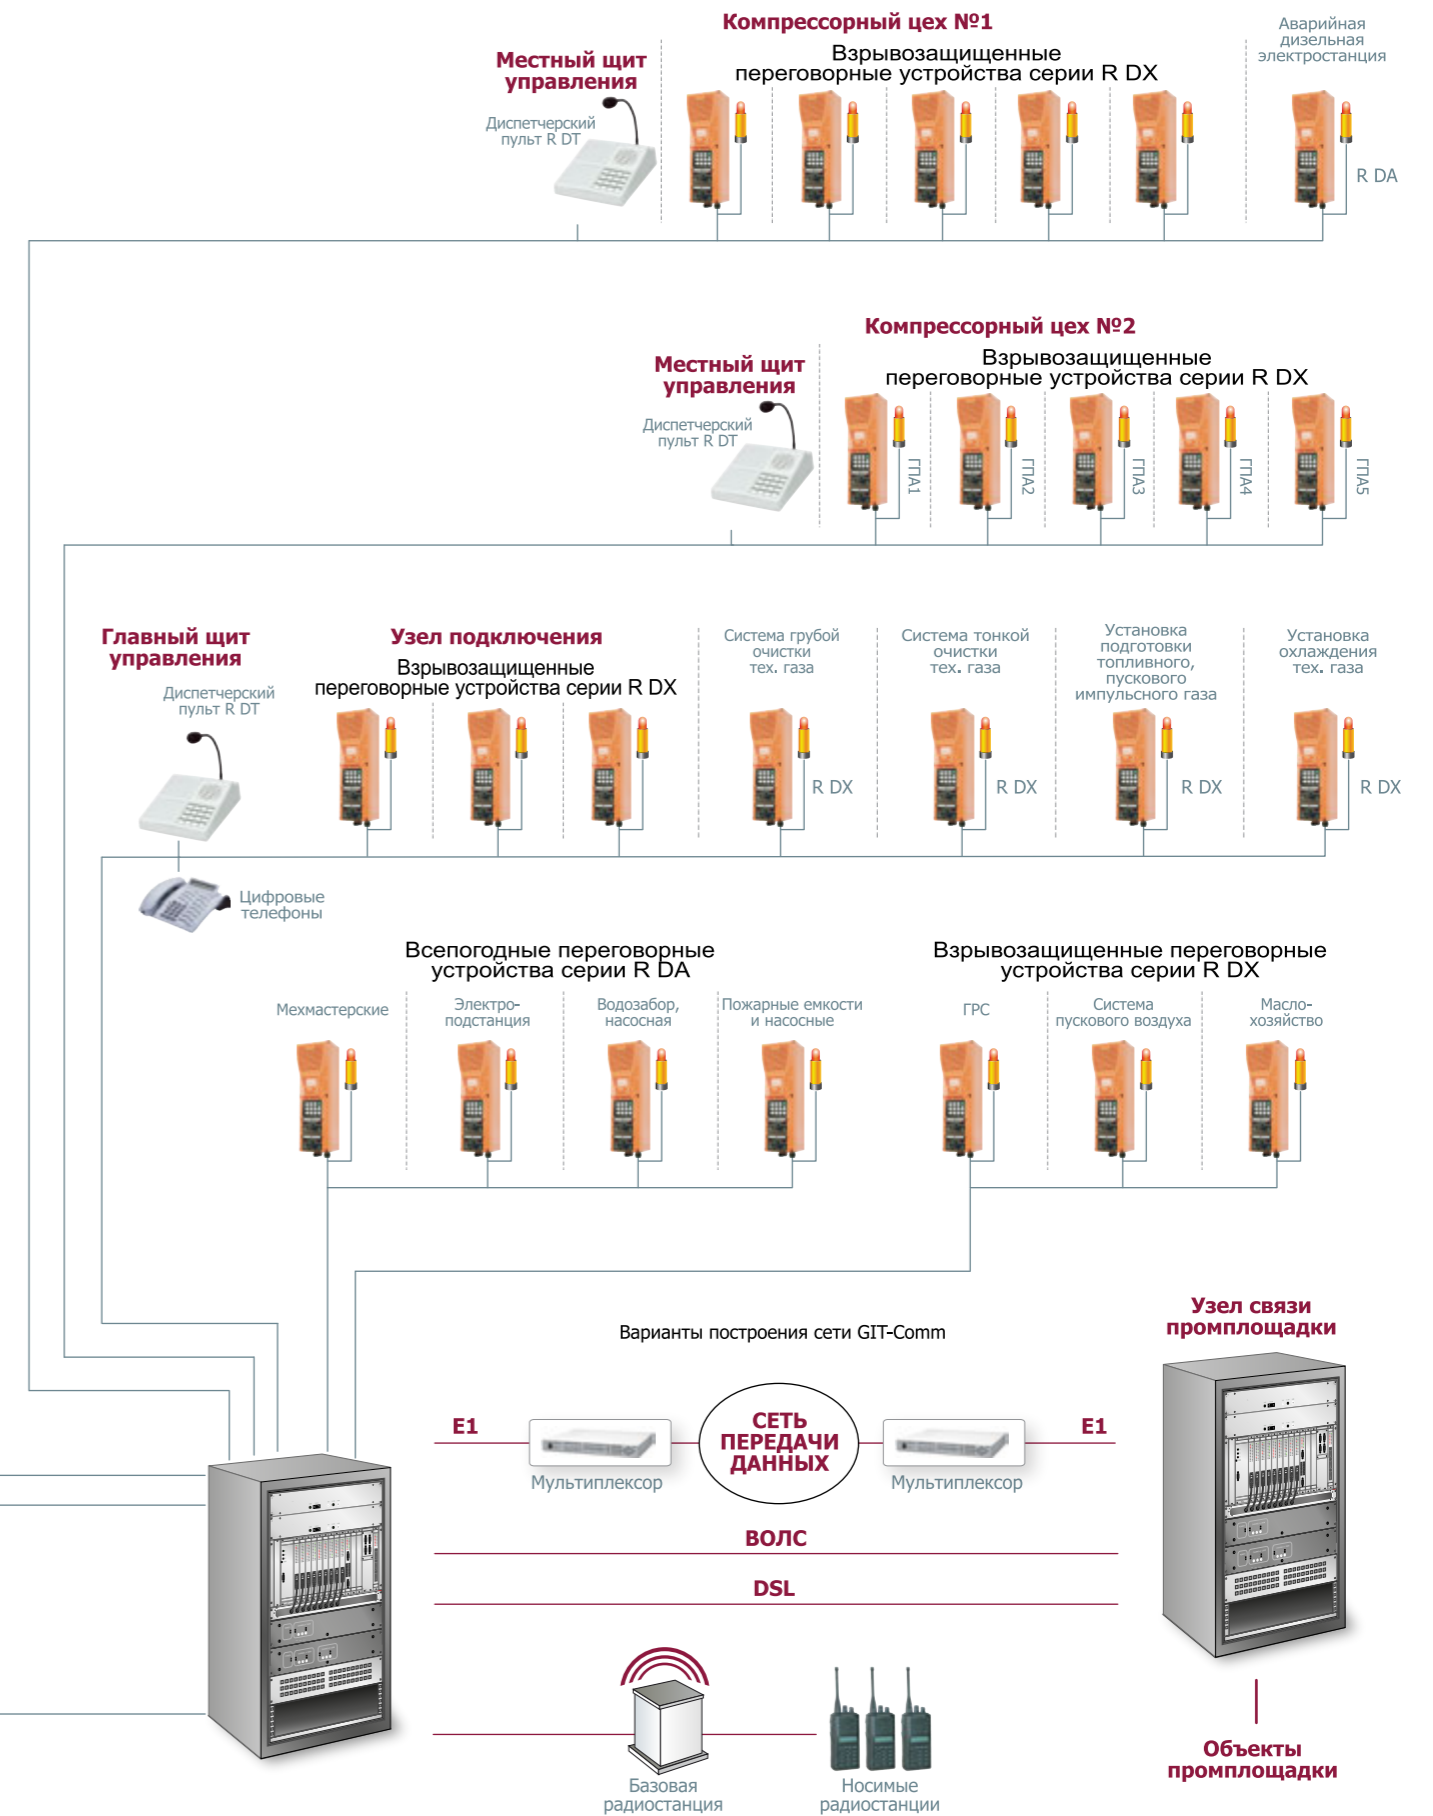 Компрессорный цех №1
Аварийная
дизельная
электростанция
Взрывозащищенные
переговорные устройства серии R DX
Местный щит
управления
Диспетчерский
пульт R DT
R DA
Компрессорный цех №2
Взрывозащищенные
переговорные устройства серии R DX
Местный щит
управления
Диспетчерский
пульт R DT
ГПА1
ГПА2
ГПА3
ГПА4
ГПА5
Главный щит
управления
Диспетчерский
пульт R DT
Узел подключения
Взрывозащищенные
переговорные устройства серии R DX
Система грубой
очистки
тех. газа
Система тонкой
очистки
тех. газа
Установка
подготовки
топливного,
пускового
импульсного газа
Установка
охлаждения
тех. газа
R DX
R DX
R DX
R DX
Цифровые
телефоны
Всепогодные переговорные
устройства серии R DA
Взрывозащищенные переговорные
устройства серии R DX
Мехмастерские
Электро-
подстанция
Водозабор,
насосная
Пожарные емкости
и насосные
ГРС
Система
пускового воздуха
Масло-
хозяйство
Узел связи
промплощадки
Варианты построения сети GIT-Comm
E1
СЕТЬ
ПЕРЕДАЧИ
ДАННЫХ
E1
Мультиплексор
Мультиплексор
ВОЛС
DSL
Базовая
радиостанция
Носимые
радиостанции
Объекты
промплощадки